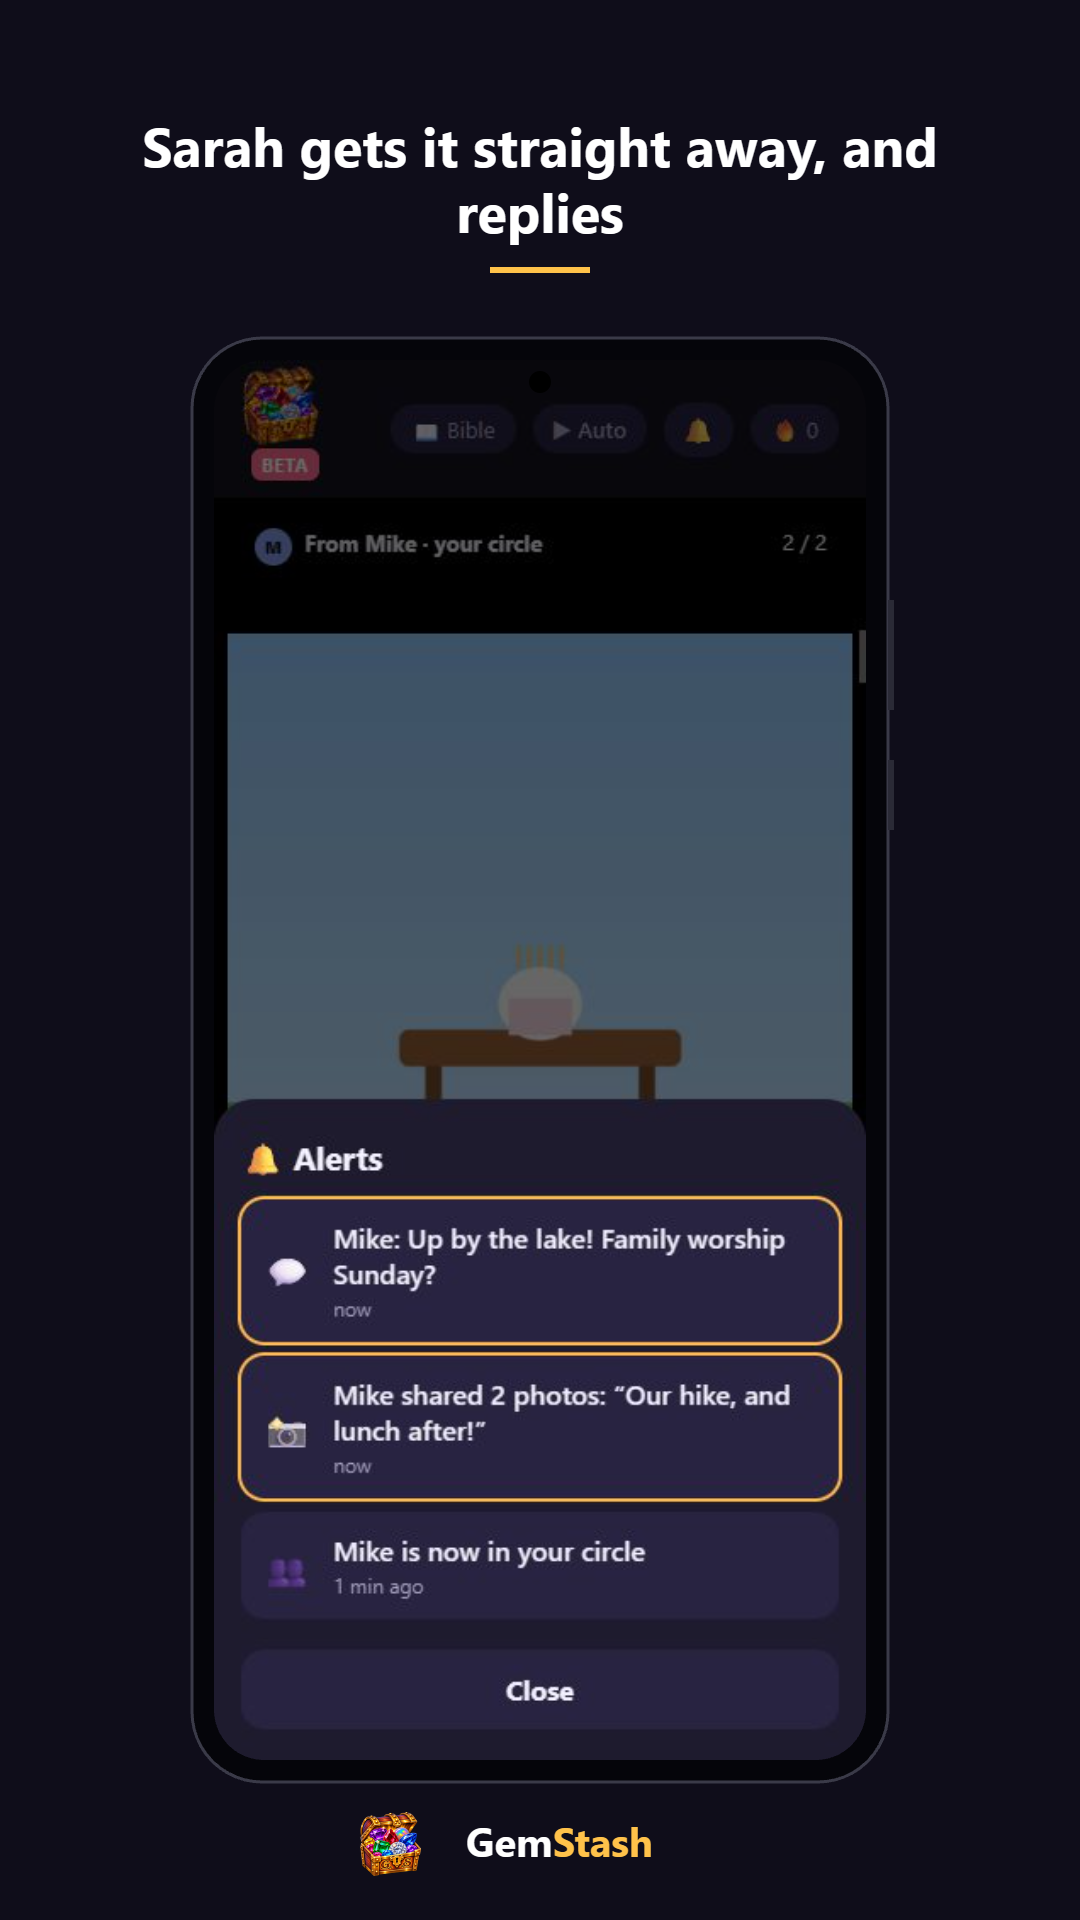 Sarah gets it straight away, and
replies
BETA
Bible
Auto
0
M
From Mike · your circle
2 / 2
Alerts
Mike: Up by the lake! Family worship
Sunday?
now
Mike shared 2 photos: “Our hike, and
lunch after!”
now
Mike is now in your circle
1 min ago
Close
GUS
GemStash